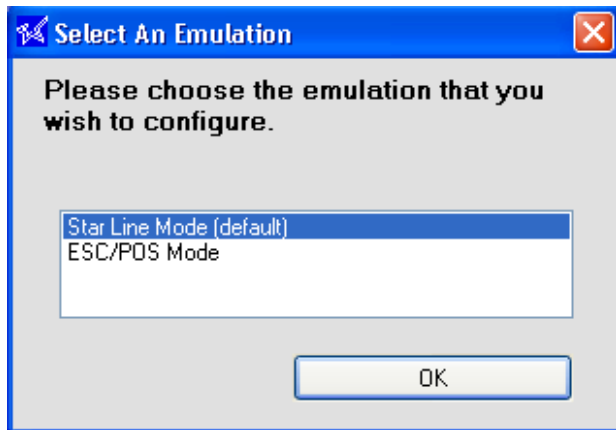 Select An Emulation
Please choose the emulation that you
wish to configure.
Star Line Mode (default)
ESC/POS Mode
OK